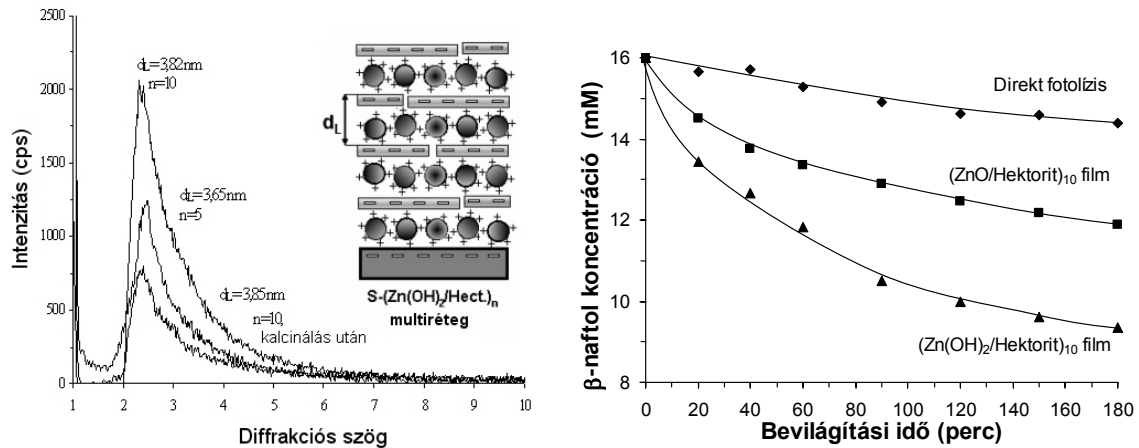 2500
2000
1500
1000
500
0
Intenzitás (cps)
1 2 3 4 5 6 7 8 9 10
Diffrakciós szög
dL=3,82nm
n=10
dL=3,65nm
n=5
dL=3,85nm
n=10,
kalcinálás után
dL
S-(Zn(OH)2/Hect.)n
multiréteg
16
14
12
10
8
β-naftol koncentráció (mM)
0 20 40 60 80 100 120 140 160 180
Bevilágítási idő (perc)
Direkt fotolízis
(ZnO/Hektorit)10 film
(Zn(OH)2/Hektorit)10 film